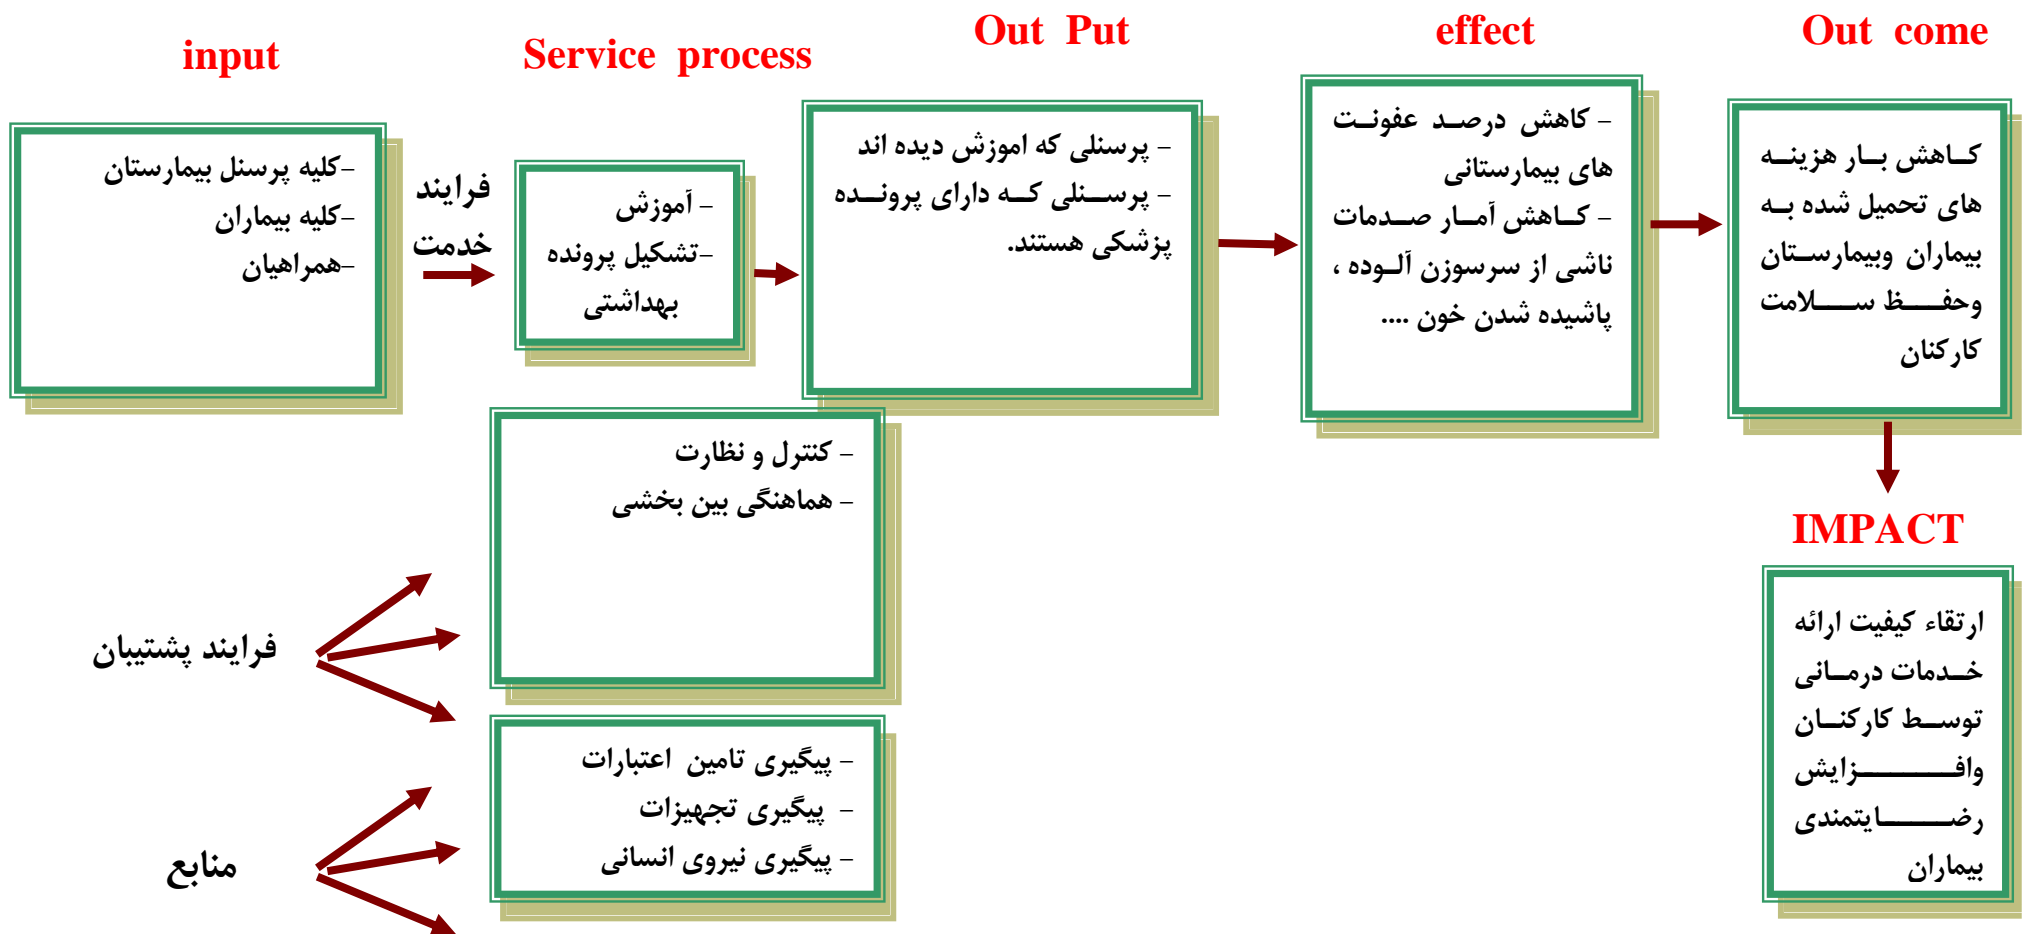 input
Service process
Out Put
effect
Out come
-کلیه پرسنل بیمارستان
-کلیه بیماران
-همراهیان
فرایند
خدمت
- آموزش
-تشکیل پرونده
بهداشتی
- پرسنلی که اموزش دیده اند
- پرسنلی که دارای پرونده
پزشکی هستند.
- کاهش درصد عفونت
های بیمارستانی
- کاهش آمار صدمات
ناشی از سرسوزن آلوده ،
پاشیده شدن خون ....
کاهش بار هزینه
های تحمیل شده به
بیماران وبیمارستان
وحفظ سلامت
کارکنان
- کنترل و نظارت
- هماهنگی بین بخشی
فرایند پشتیبان
- پیگیری تامین اعتبارات
- پیگیری تجهیزات
- پیگیری نیروی انسانی
منابع
IMPACT
ارتقاء کیفیت ارائه
خدمات درمانی
توسط کارکنان
وافزایش
رضایتمندی
بیماران